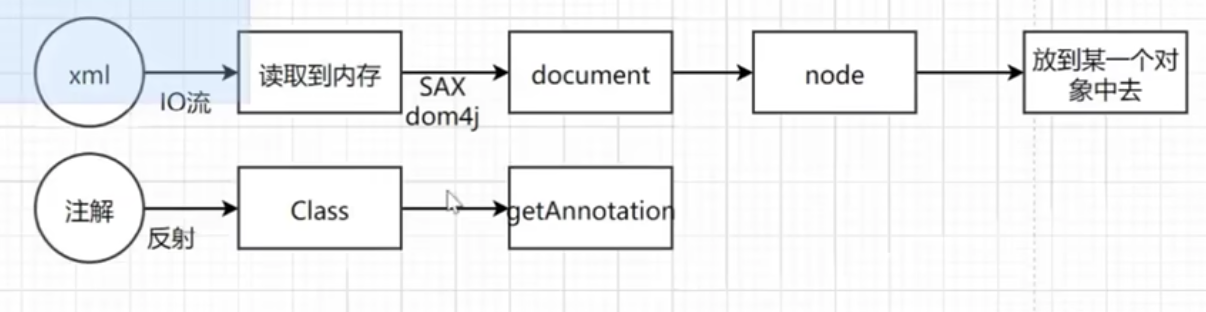 xml
IO流
读取到内存
SAX
dom4j
document
node
放到某一个对
象中去
注解
反射
Class
getAnnotation